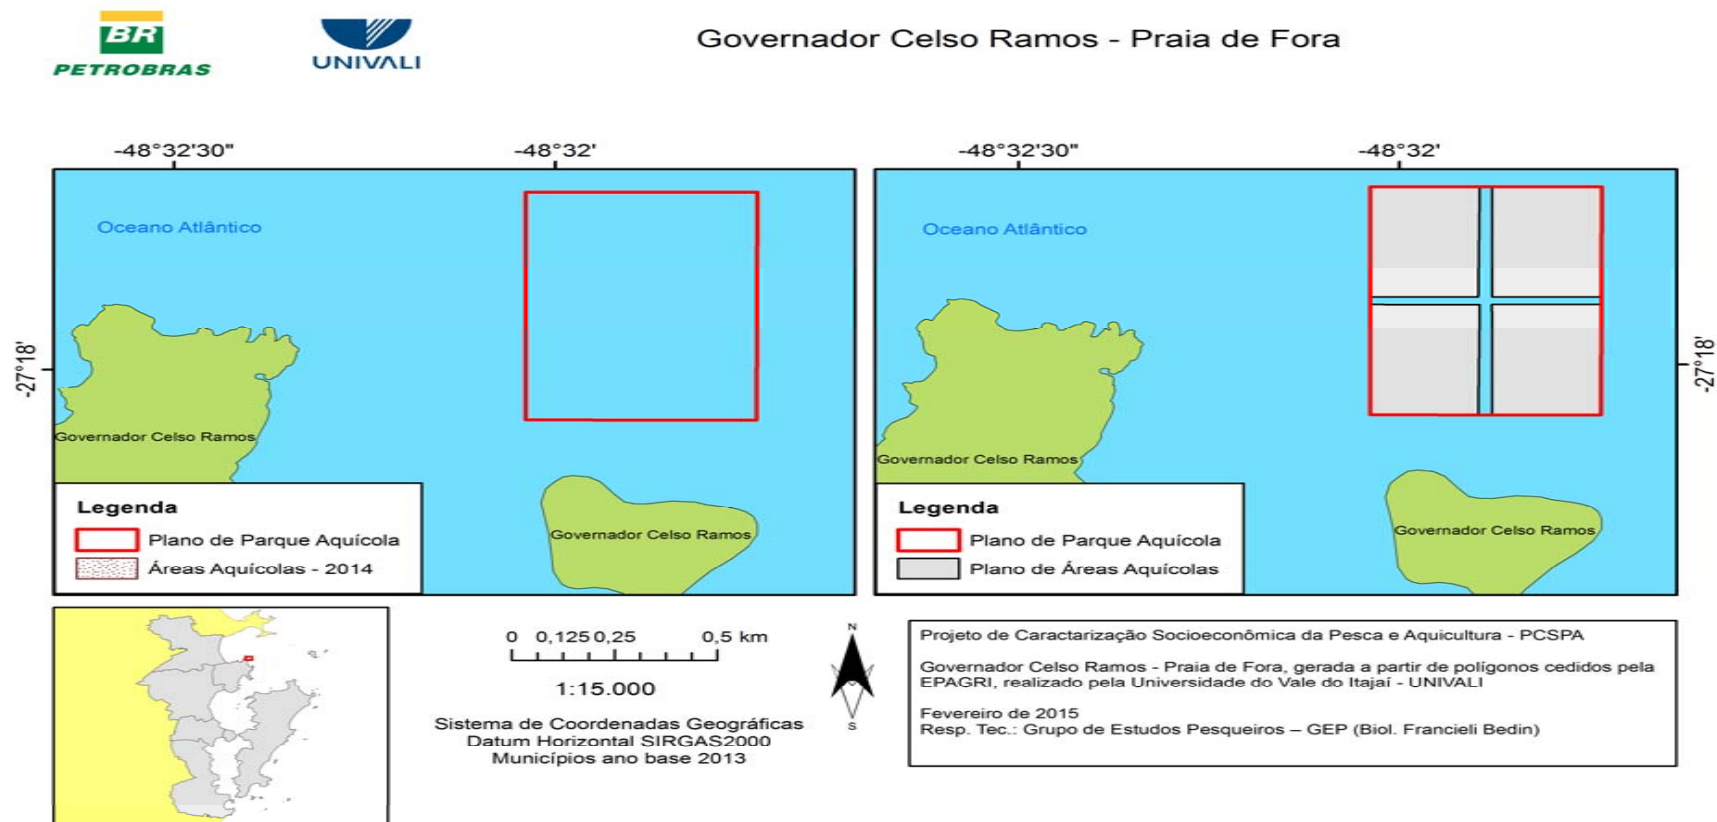 BR
PETROBRAS
UNIVALI
Governador Celso Ramos - Praia de Fora
-48°32'30"
-48°32'
-48°32'30"
-48°32'
Oceano Atlântico
Oceano Atlântico
-27°18'
-27°18'
Governador Celso Ramos
Governador Celso Ramos
Governador Celso Ramos
Governador Celso Ramos
Legenda
Plano de Parque Aquícola
Áreas Aquícolas - 2014
Legenda
Plano de Parque Aquícola
Plano de Áreas Aquícolas
0 0,125 0,25 0,5 km
1:15.000
Sistema de Coordenadas Geográficas
Datum Horizontal SIRGAS2000
Municípios ano base 2013
N
S
Projeto de Caractarização Socioeconômica da Pesca e Aquicultura - PCSPA
Governador Celso Ramos - Praia de Fora, gerada a partir de polígonos cedidos pela
EPAGRI, realizado pela Universidade do Vale do Itajaí - UNIVALI
Fevereiro de 2015
Resp. Tec.: Grupo de Estudos Pesqueiros – GEP (Biol. Francieli Bedin)